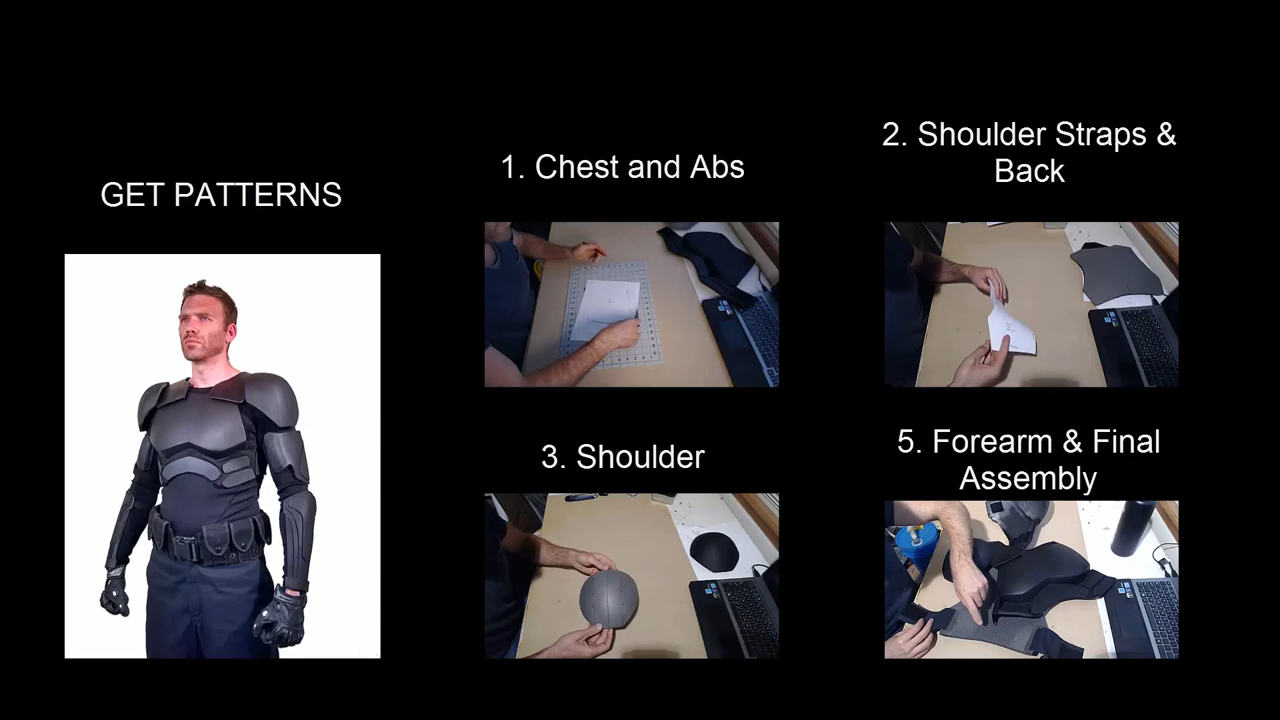 GET PATTERNS
1. Chest and Abs
2. Shoulder Straps &
Back
3. Shoulder
5. Forearm & Final
Assembly